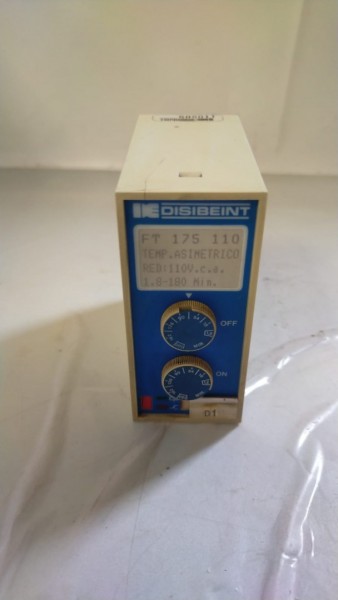 DISIBEINT
FT 175 110
TEMP.ASIMETRICO
RED:110V.c.a.
1.8-180 Min.
OFF
ON
D1